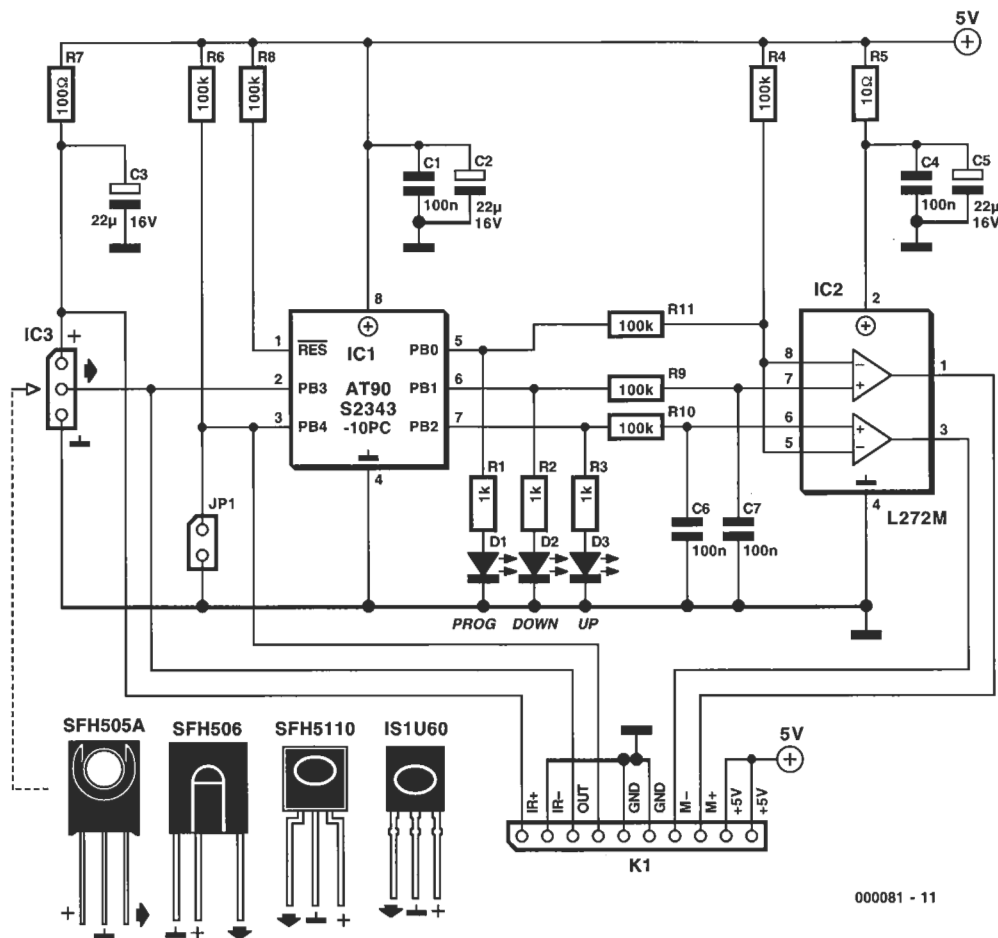 5V
R7
R6
R8
R4
R5
100Ω
100k
100k
100k
10Ω
C3
22µ
16V
C1
100n
C2
22µ
16V
C4
100n
C5
22µ
16V
IC3
+
8
1
RES
IC1
PB0
5
2
PB3
AT90
S2343
-10PC
PB1
6
3
PB4
PB2
7
4
R11
100k
R9
100k
R10
100k
IC2
2
8
−
7
+
1
6
+
5
−
3
4
L272M
JP1
R1
1k
R2
1k
R3
1k
D1
D2
D3
C6
100n
C7
100n
PROG
DOWN
UP
SFH505A
SFH506
SFH5110
IS1U60
+
+
+
+
5V
IR+
IR−
OUT
GND
GND
M−
M+
+5V
+5V
K1
000081 - 11